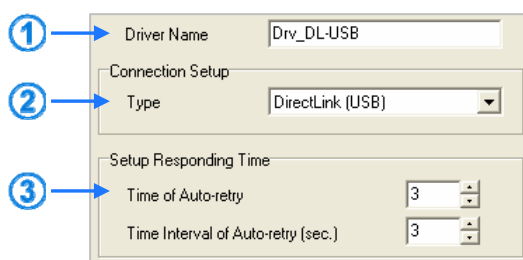 1 Driver Name Drv_DL-USB
Connection Setup
2 Type DirectLink (USB)
Setup Responding Time
3 Time of Auto-retry 3
Time Interval of Auto-retry (sec.) 3